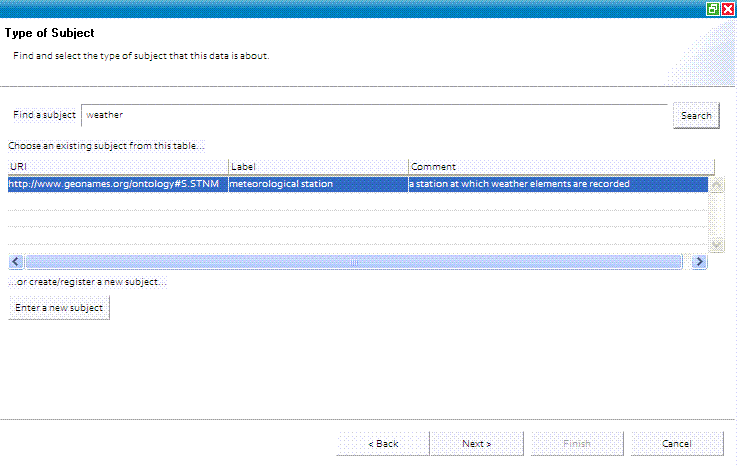 Type of Subject
Find and select the type of subject that this data is about.
Find a subject weather Search
Choose an existing subject from this table...
URI Label Comment
http://www.geonames.org/ontology#S.STNM meteorological station a station at which weather elements are recorded
...or create/register a new subject...
Enter a new subject
< Back Next > Finish Cancel